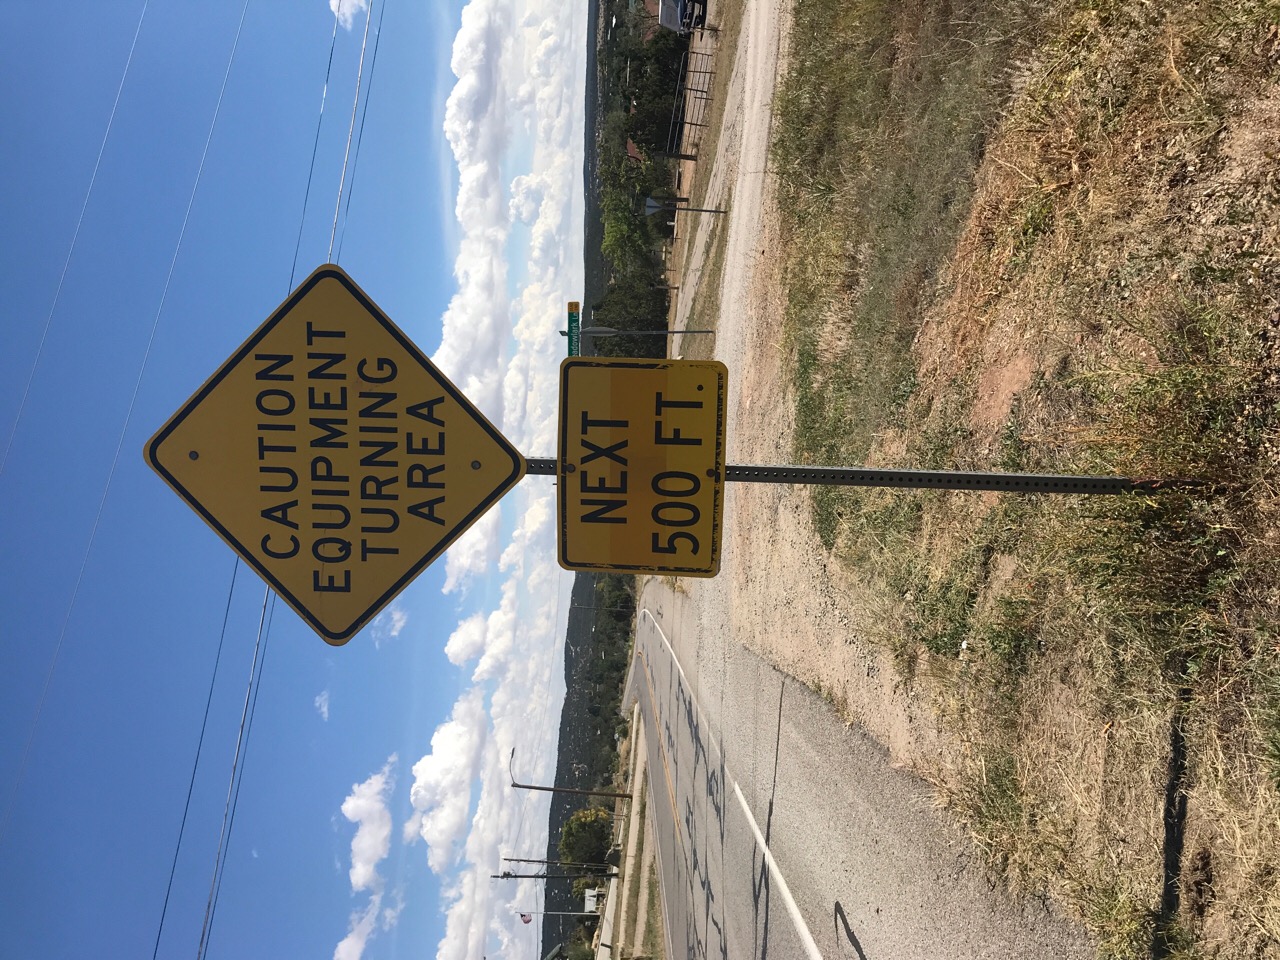 CAUTION
EQUIPMENT
TURNING
AREA
NEXT
500 FT.